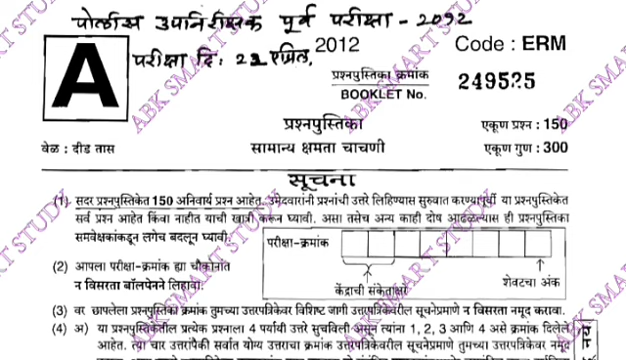 पोलीस उपनिरीक्षक पूर्व परीक्षा - २०१२
A
परीक्षा दि: 2012
Code : ERM
प्रश्नपुस्तिका क्रमांक
BOOKLET No.
249525
प्रश्नपुस्तिका
एकूण प्रश्न : 150
वेळ : दीड तास
सामान्य क्षमता चाचणी
एकूण गुण : 300
सूचना
(1) सदर प्रश्नपुस्तिकेत 150 अनिवार्य प्रश्न आहेत. उमेदवारांनी प्रश्नांची उत्तरे लिहिण्यास सुरुवात करण्यापूर्वी या प्रश्नपुस्तिकेत
सर्व प्रश्न आहेत किंवा नाहीत याची खात्री करून घ्यावी. असा तसेच अन्य काही दोष आढळल्यास ही प्रश्नपुस्तिका
समवेक्षकांकडून लगेच बदलून घ्यावी.
परीक्षा-क्रमांक
(2) आपला परीक्षा-क्रमांक ह्या चौकोनांत
न विसरता बॉलपेनने लिहावा.
केंद्राची संकेताक्षरे
शेवटचा अंक
(3) वर छापलेला प्रश्नपुस्तिका क्रमांक तुमच्या उत्तरपत्रिकेवर विशिष्ट जागी उत्तरपत्रिकेवरील सूचनेप्रमाणे न विसरता नमूद करावा.
(4) अ) या प्रश्नपुस्तिकेतील प्रत्येक प्रश्नाला 4 पर्यायी उत्तरे सुचविली असून त्यांना 1, 2, 3 आणि 4 असे क्रमांक दिलेले
आहेत. त्या चार उत्तरांपैकी सर्वात योग्य उत्तराचा क्रमांक उत्तरपत्रिकेवरील सूचनेप्रमाणे तुमच्या उत्तरपत्रिकेवर नमूद
ABK SMART STUDY